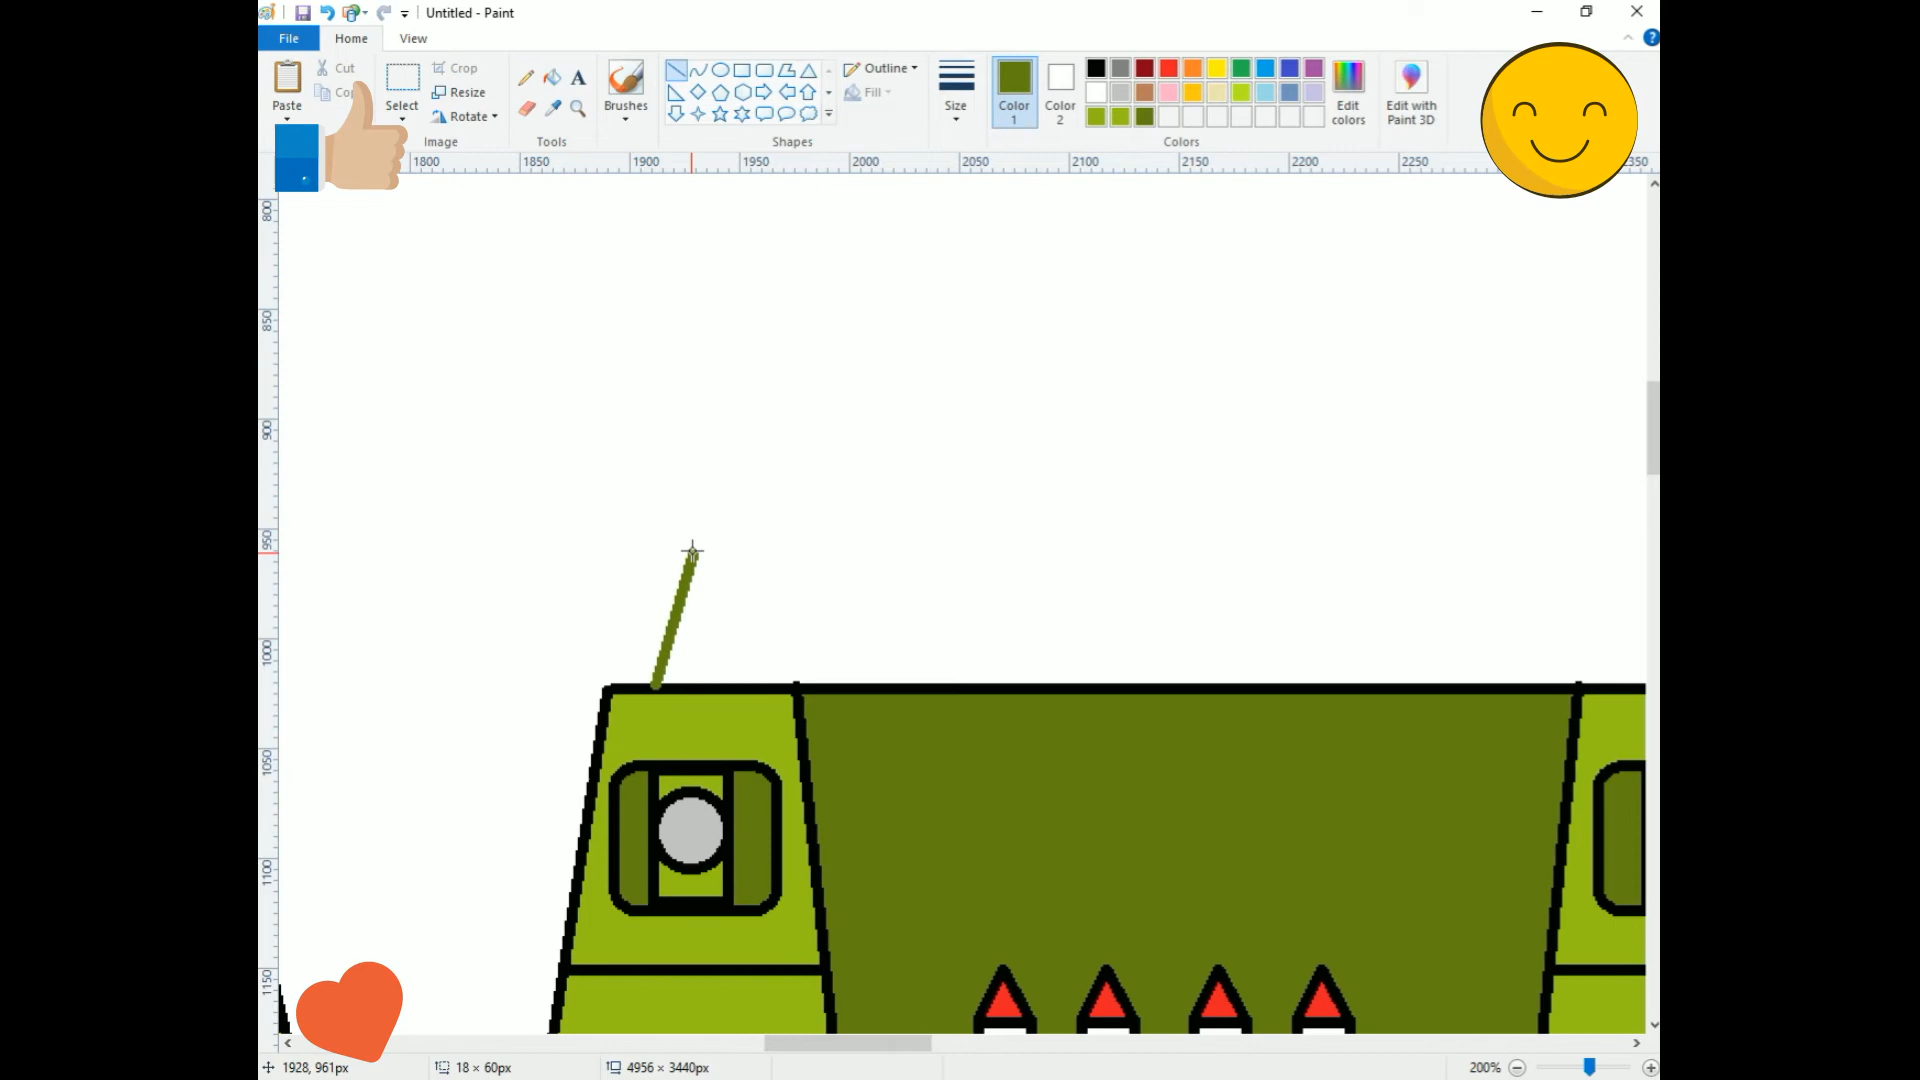 Untitled - Paint
File Home View
Paste
Cut
Cop
Select
Crop
Resize
Rotate
Image
Tools
Brushes
Shapes
Outline
Fill
Size
Color 1
Color 2
Colors
Edit colors
Edit with Paint 3D
1800 1850 1900 1950 2000 2050 2100 2150 2200 2250 2350
800
850
900
950
1000
1050
1100
1150
1928, 961px
18 × 60px
4956 × 3440px
200%